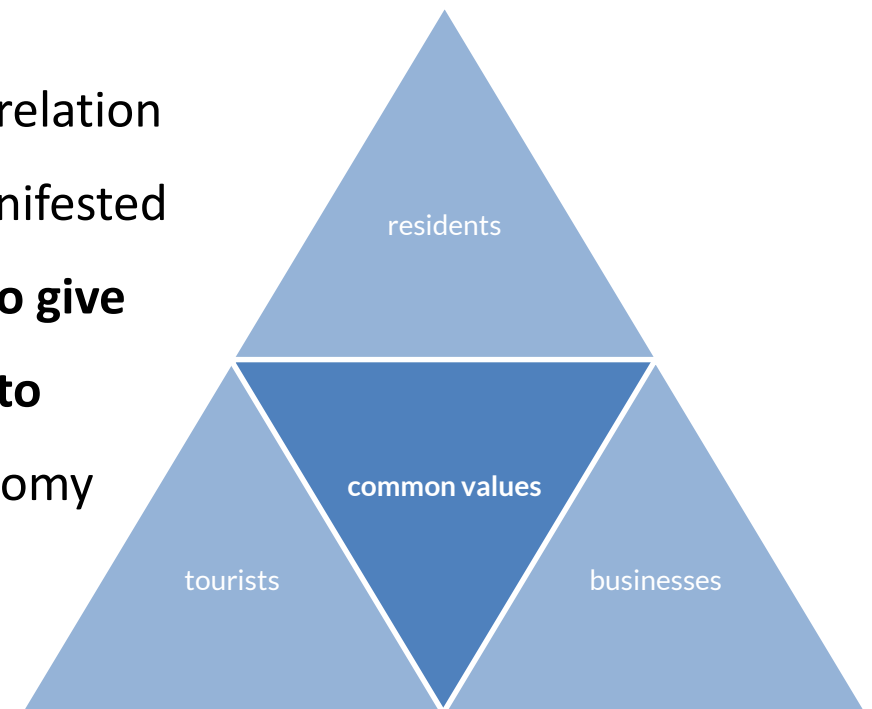 relation
nifested
o give
to
omy
residents
common values
tourists
businesses